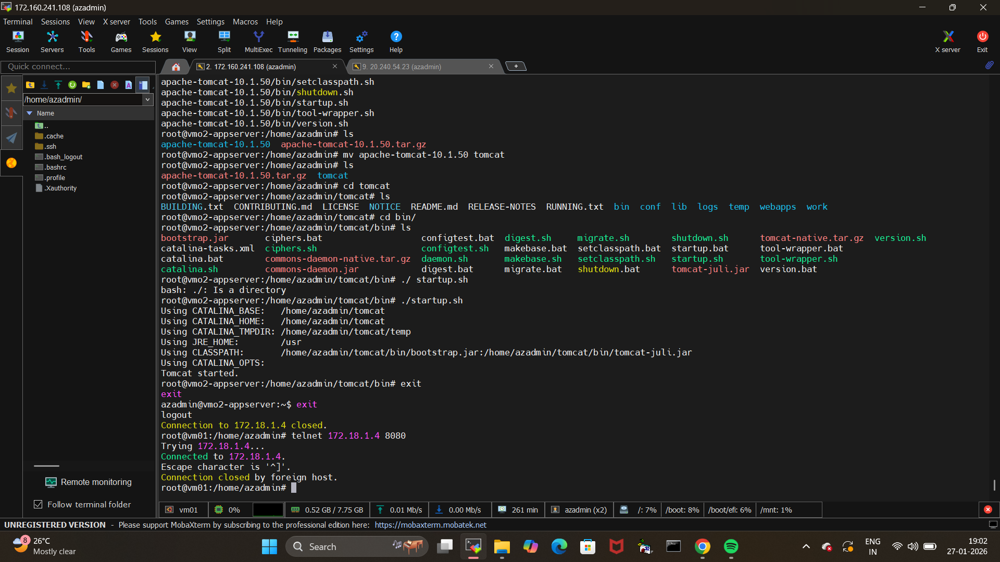 172.160.241.108 (azadmin)
Terminal Sessions View X server Tools Games Settings Macros Help
Session Servers Tools Games Sessions View Split MultiExec Tunneling Packages Settings Help X server Exit
Quick connect...
2. 172.160.241.108 (azadmin)
9. 20.240.54.23 (azadmin)
/home/azadmin/
Name
..
.cache
.ssh
.bash_logout
.bashrc
.profile
.Xauthority
Remote monitoring
Follow terminal folder
apache-tomcat-10.1.50/bin/setclasspath.sh
apache-tomcat-10.1.50/bin/shutdown.sh
apache-tomcat-10.1.50/bin/startup.sh
apache-tomcat-10.1.50/bin/tool-wrapper.sh
apache-tomcat-10.1.50/bin/version.sh
root@vmo2-appserver:/home/azadmin# ls
apache-tomcat-10.1.50  apache-tomcat-10.1.50.tar.gz
root@vmo2-appserver:/home/azadmin# mv apache-tomcat-10.1.50 tomcat
root@vmo2-appserver:/home/azadmin# ls
apache-tomcat-10.1.50.tar.gz  tomcat
root@vmo2-appserver:/home/azadmin# cd tomcat
root@vmo2-appserver:/home/azadmin/tomcat# ls
BUILDING.txt  CONTRIBUTING.md  LICENSE  NOTICE  README.md  RELEASE-NOTES  RUNNING.txt  bin  conf  lib  logs  temp  webapps  work
root@vmo2-appserver:/home/azadmin/tomcat# cd bin/
root@vmo2-appserver:/home/azadmin/tomcat/bin# ls
bootstrap.jar       ciphers.bat                   configtest.bat  digest.sh     migrate.sh        shutdown.sh      tomcat-native.tar.gz  version.sh
catalina-tasks.xml  ciphers.sh                    configtest.sh   makebase.bat  setclasspath.bat  startup.bat      tool-wrapper.bat
catalina.bat        commons-daemon-native.tar.gz  daemon.sh       makebase.sh   setclasspath.sh   startup.sh       tool-wrapper.sh
catalina.sh         commons-daemon.jar            digest.bat      migrate.bat   shutdown.bat      tomcat-juli.jar  version.bat
root@vmo2-appserver:/home/azadmin/tomcat/bin# ./ startup.sh
bash: ./: Is a directory
root@vmo2-appserver:/home/azadmin/tomcat/bin# ./startup.sh
Using CATALINA_BASE:   /home/azadmin/tomcat
Using CATALINA_HOME:   /home/azadmin/tomcat
Using CATALINA_TMPDIR: /home/azadmin/tomcat/temp
Using JRE_HOME:        /usr
Using CLASSPATH:       /home/azadmin/tomcat/bin/bootstrap.jar:/home/azadmin/tomcat/bin/tomcat-juli.jar
Using CATALINA_OPTS:
Tomcat started.
root@vmo2-appserver:/home/azadmin/tomcat/bin# exit
exit
azadmin@vmo2-appserver:~$ exit
logout
Connection to 172.18.1.4 closed.
root@vm01:/home/azadmin# telnet 172.18.1.4 8080
Trying 172.18.1.4...
Connected to 172.18.1.4.
Escape character is '^]'.
Connection closed by foreign host.
root@vm01:/home/azadmin#
vm01 0% 0.52 GB / 7.75 GB 0.01 Mb/s 0.00 Mb/s 261 min azadmin (x2) /: 7% /boot: 8% /boot/efi: 6% /mnt: 1%
UNREGISTERED VERSION - Please support MobaXterm by subscribing to the professional edition here: https://mobaxterm.mobatek.net
8
26°C
Mostly clear
Search
ENG
IN
19:02
27-01-2026